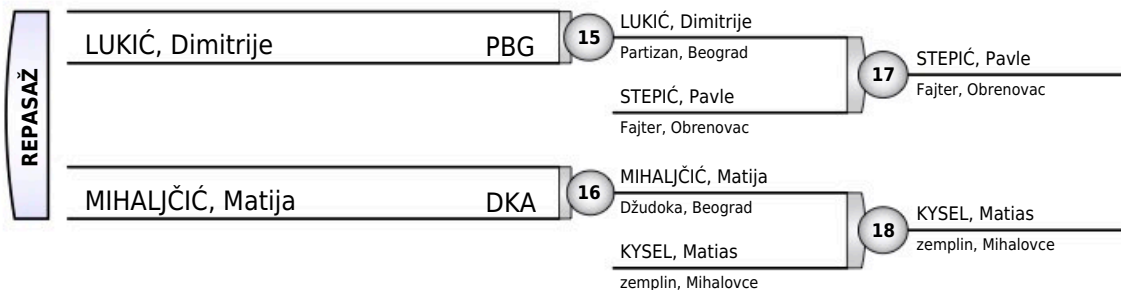 REPASAŽ
LUKIĆ, Dimitrije PBG
15
LUKIĆ, Dimitrije
Partizan, Beograd
STEPIĆ, Pavle
Fajter, Obrenovac
17
STEPIĆ, Pavle
Fajter, Obrenovac
MIHALJČIĆ, Matija DKA
16
MIHALJČIĆ, Matija
Džudoka, Beograd
KYSEL, Matias
zemplin, Mihalovce
18
KYSEL, Matias
zemplin, Mihalovce